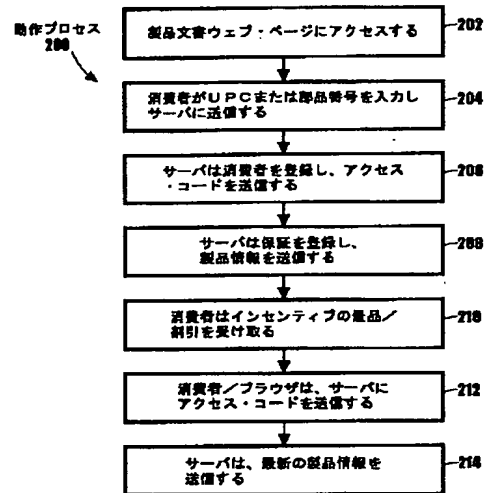 動作プロセス
200
製品文書ウェブ・ページにアクセスする
202
消費者がUPCまたは部品番号を入力し
サーバに送信する
204
サーバは消費者を登録し、アクセス
・コードを送信する
206
サーバは保証を登録し、
製品情報を送信する
208
消費者はインセンティブの景品/
割引を受け取る
210
消費者/ブラウザは、サーバに
アクセス・コードを送信する
212
サーバは、最新の製品情報を
送信する
214